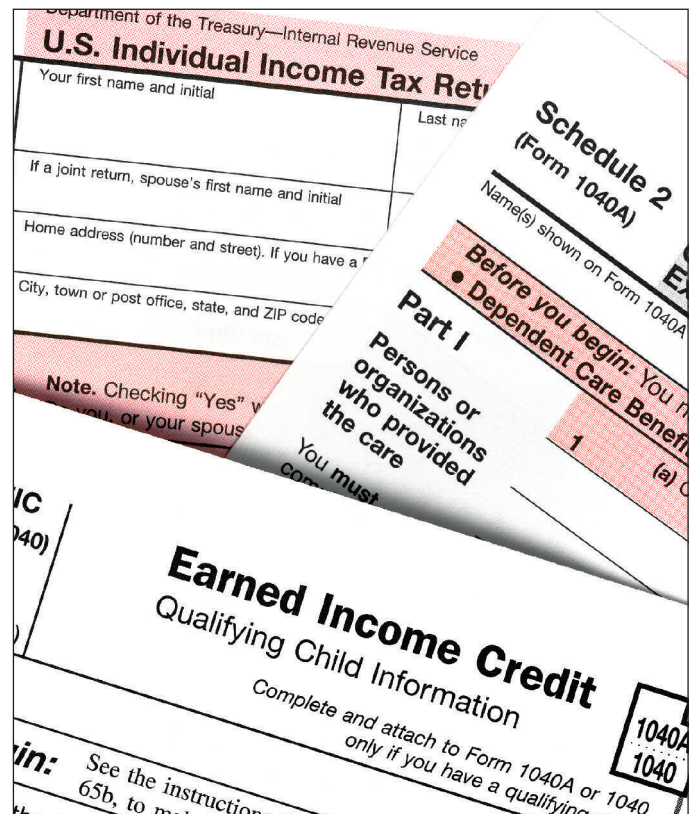 Department of the Treasury—Internal Revenue Service
U.S. Individual Income Tax
Your first name and initial
Last
If a joint return, spouse's first name and initial
Home address (number and street). If you have a
City, town or post office, state, and ZIP code
Note. Checking "Yes"
you, or your
Schedule 2
(Form 1040A)
Name(s) shown on Form 1040A
Before you begin: You
• Dependent Care
Part I
Persons or
organizations
who provided
the care
1
(a)
You must
IC
040)
Earned Income Credit
Qualifying Child Information
Complete and attach to Form 1040A or 1040
only if you have a qualifying
1040A
1040
in:
See the
65b, to
the